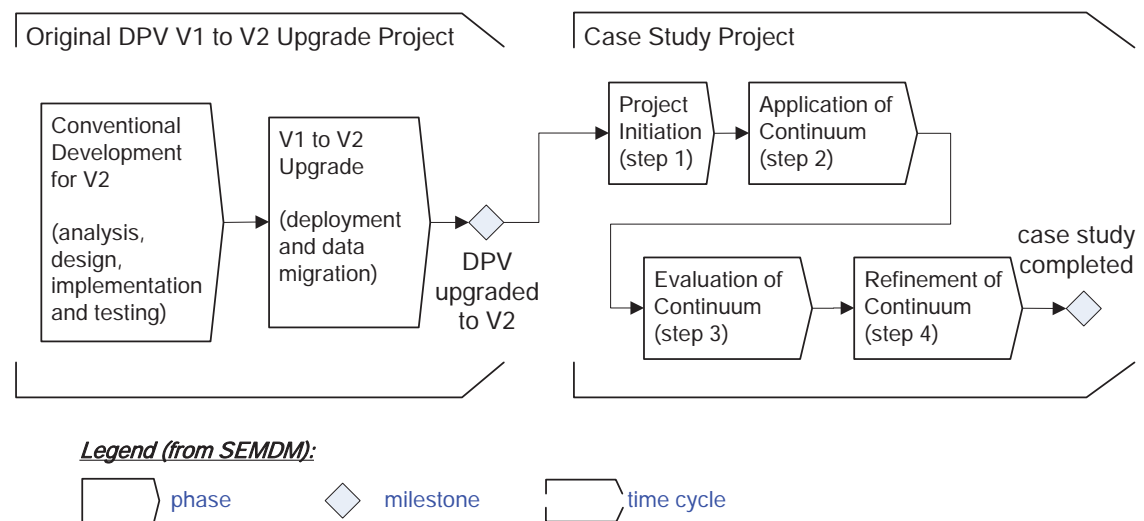 Original DPV V1 to V2 Upgrade Project
Conventional
Development
for V2
(analysis,
design,
implementation
and testing)
V1 to V2
Upgrade
(deployment
and data
migration)
DPV
upgraded
to V2
Case Study Project
Project
Initiation
(step 1)
Application of
Continuum
(step 2)
Evaluation of
Continuum
(step 3)
Refinement of
Continuum
(step 4)
case study
completed
Legend (from SEMDM):
phase
milestone
time cycle